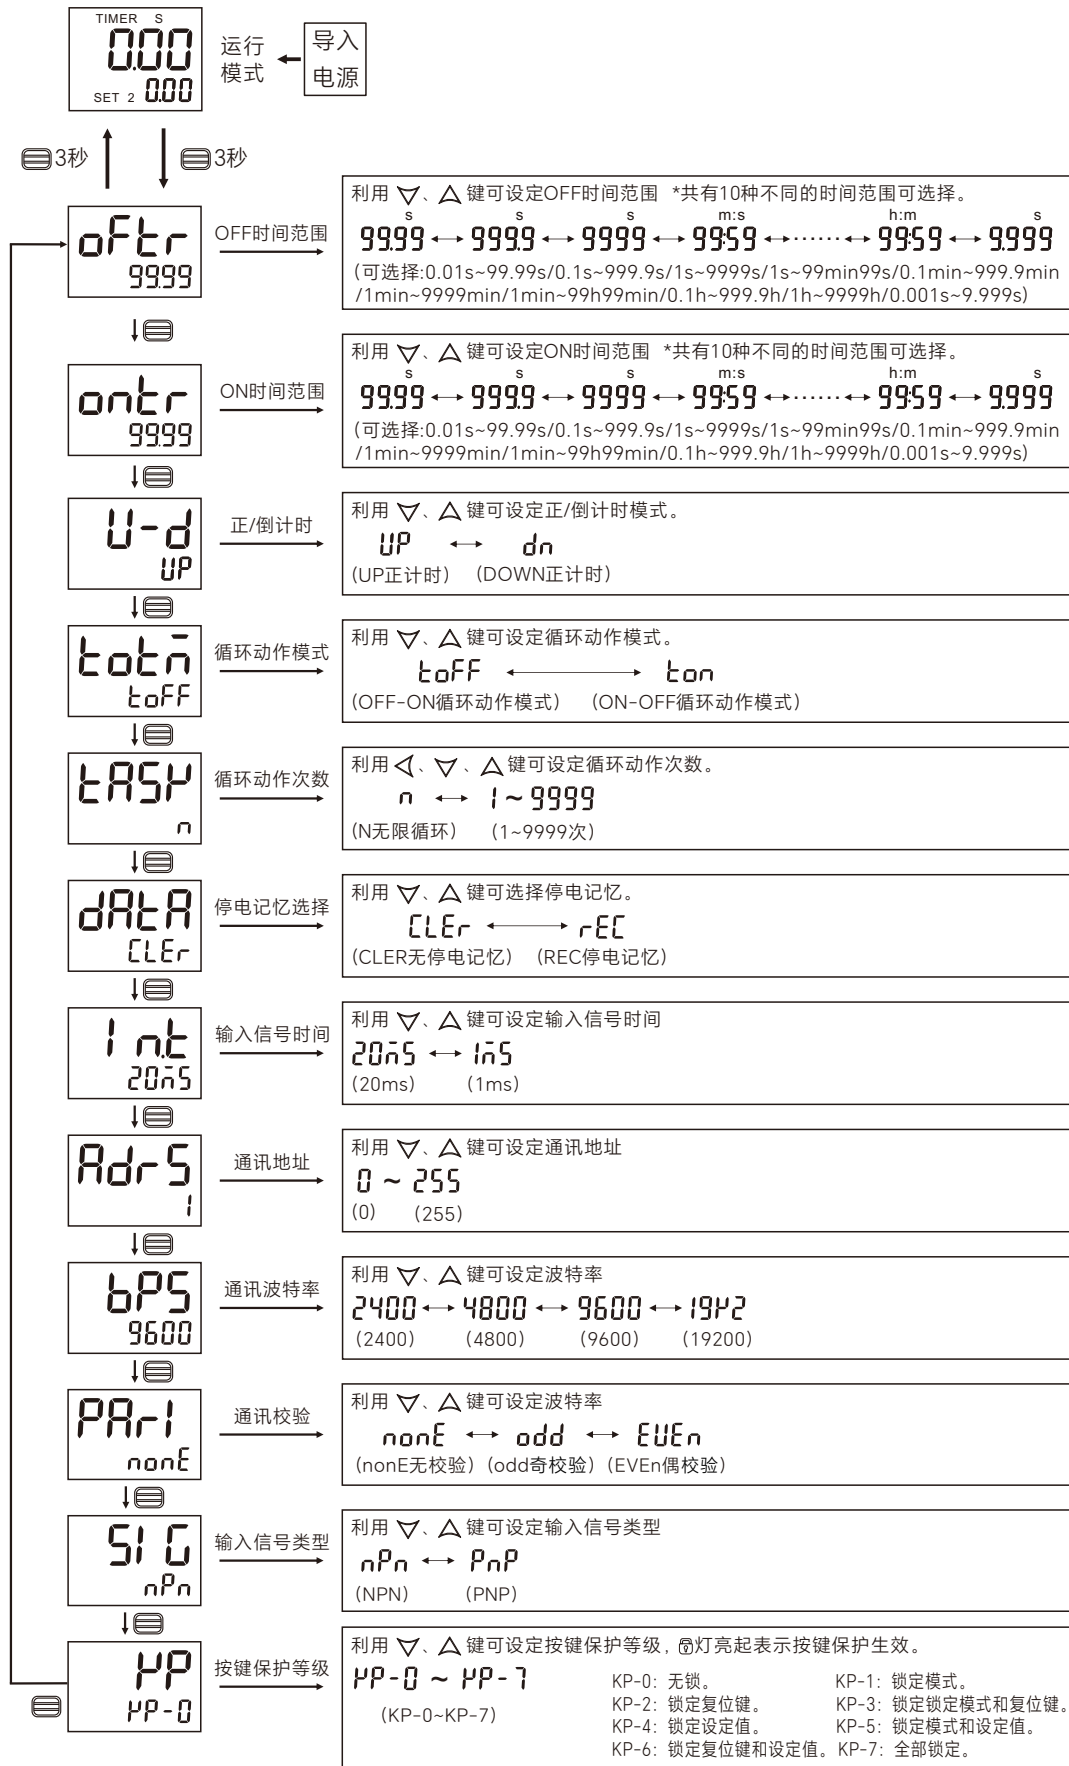 TIMER S
0.00
SET 2 0.00
运行
模式
导入
电源
3秒
3秒
oFtr
99.99
OFF时间范围
利用 、 键可设定OFF时间范围 *共有10种不同的时间范围可选择。
s s s m:s h:m s
99.99 ↔ 999.9 ↔ 9999 ↔ 99:59 ↔ ······ ↔ 99:59 ↔ 9.999
(可选择:0.01s~99.99s/0.1s~999.9s/1s~9999s/1s~99min99s/0.1min~999.9min
/1min~9999min/1min~99h99min/0.1h~999.9h/1h~9999h/0.001s~9.999s)
ontr
99.99
ON时间范围
利用 、 键可设定ON时间范围 *共有10种不同的时间范围可选择。
s s s m:s h:m s
99.99 ↔ 999.9 ↔ 9999 ↔ 99:59 ↔ ······ ↔ 99:59 ↔ 9.999
(可选择:0.01s~99.99s/0.1s~999.9s/1s~9999s/1s~99min99s/0.1min~999.9min
/1min~9999min/1min~99h99min/0.1h~999.9h/1h~9999h/0.001s~9.999s)
U-d
UP
正/倒计时
利用 、 键可设定正/倒计时模式。
UP ↔ dn
(UP正计时) (DOWN正计时)
totm
toFF
循环动作模式
利用 、 键可设定循环动作模式。
toFF ↔ ton
(OFF-ON循环动作模式) (ON-OFF循环动作模式)
tASK
n
循环动作次数
利用 、 、 键可设定循环动作次数。
n ↔ 1 ~ 9999
(N无限循环) (1~9999次)
dAtA
CLEr
停电记忆选择
利用 、 键可选择停电记忆。
CLEr ↔ rEC
(CLER无停电记忆) (REC停电记忆)
In.t
20mS
输入信号时间
利用 、 键可设定输入信号时间
20mS ↔ 1mS
(20ms) (1ms)
AdrS
1
通讯地址
利用 、 键可设定通讯地址
0 ~ 255
(0) (255)
bPS
9600
通讯波特率
利用 、 键可设定波特率
2400 ↔ 4800 ↔ 9600 ↔ 19K2
(2400) (4800) (9600) (19200)
PArI
nonE
通讯校验
利用 、 键可设定波特率
nonE ↔ odd ↔ EUEn
(nonE无校验) (odd奇校验) (EVEn偶校验)
SIG
nPn
输入信号类型
利用 、 键可设定输入信号类型
nPn ↔ PnP
(NPN) (PNP)
KP
KP-0
按键保护等级
利用 、 键可设定按键保护等级, 灯亮起表示按键保护生效。
KP-0 ~ KP-7
(KP-0~KP-7)
KP-0: 无锁。 KP-1: 锁定模式。
KP-2: 锁定复位键。 KP-3: 锁定锁定模式和复位键。
KP-4: 锁定设定值。 KP-5: 锁定模式和设定值。
KP-6: 锁定复位键和设定值。 KP-7: 全部锁定。